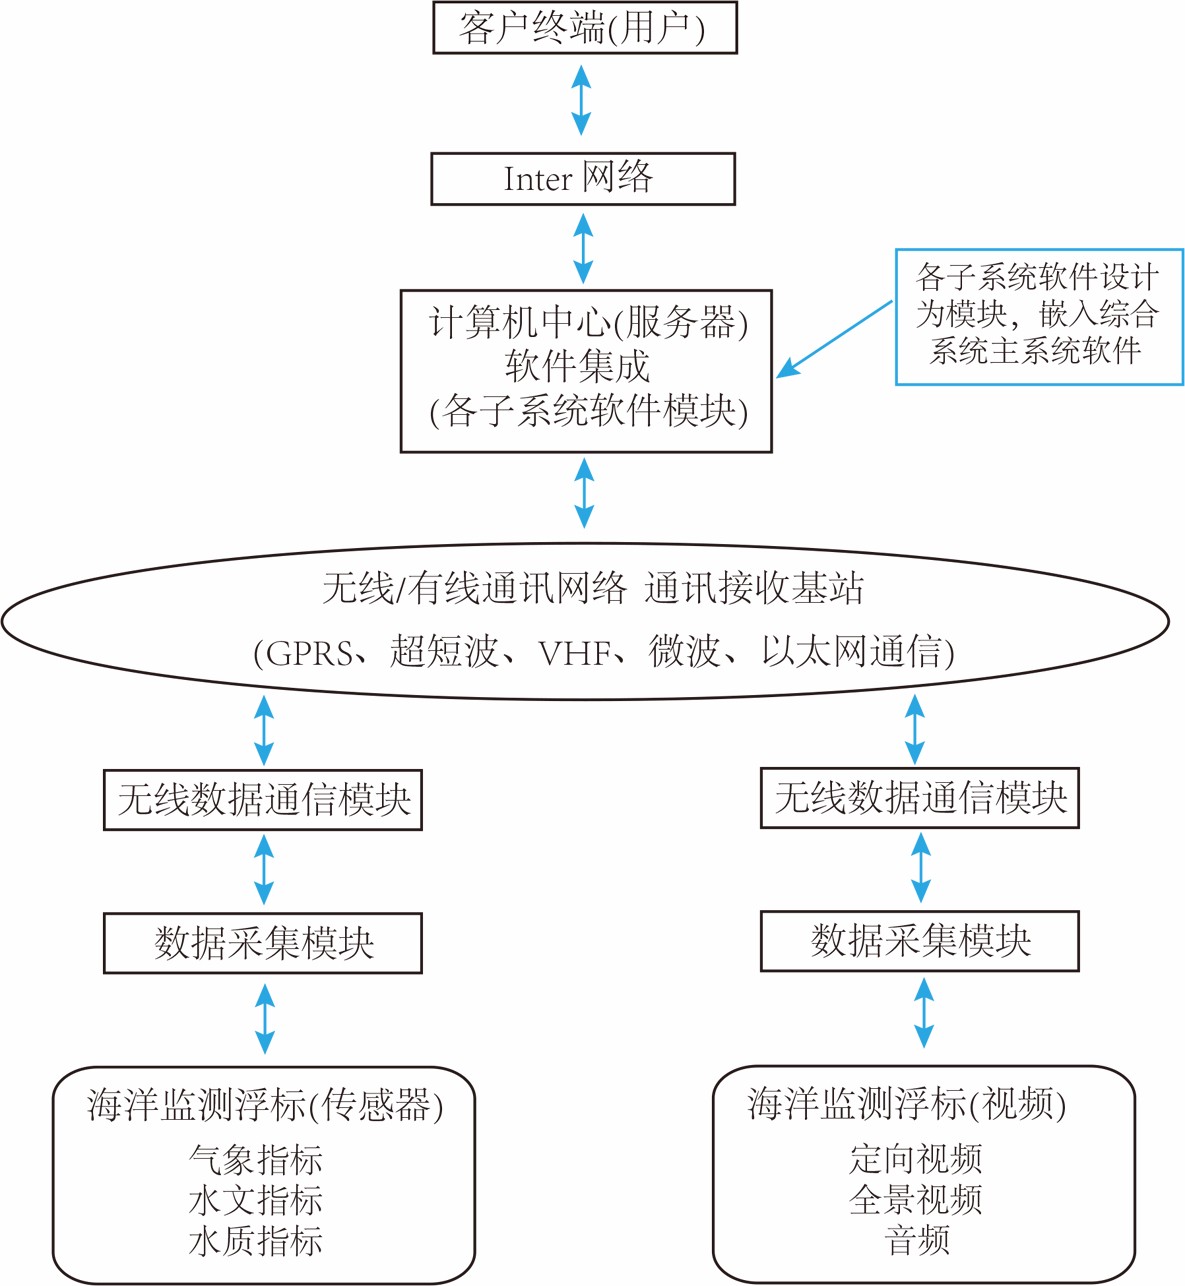 客户终端(用户)
Inter 网络
计算机中心(服务器)
软件集成
(各子系统软件模块)
各子系统软件设计
为模块，嵌入综合
系统主系统软件
无线/有线通讯网络 通讯接收基站
(GPRS、超短波、VHF、微波、以太网通信)
无线数据通信模块
无线数据通信模块
数据采集模块
数据采集模块
海洋监测浮标(传感器)
气象指标
水文指标
水质指标
海洋监测浮标(视频)
定向视频
全景视频
音频